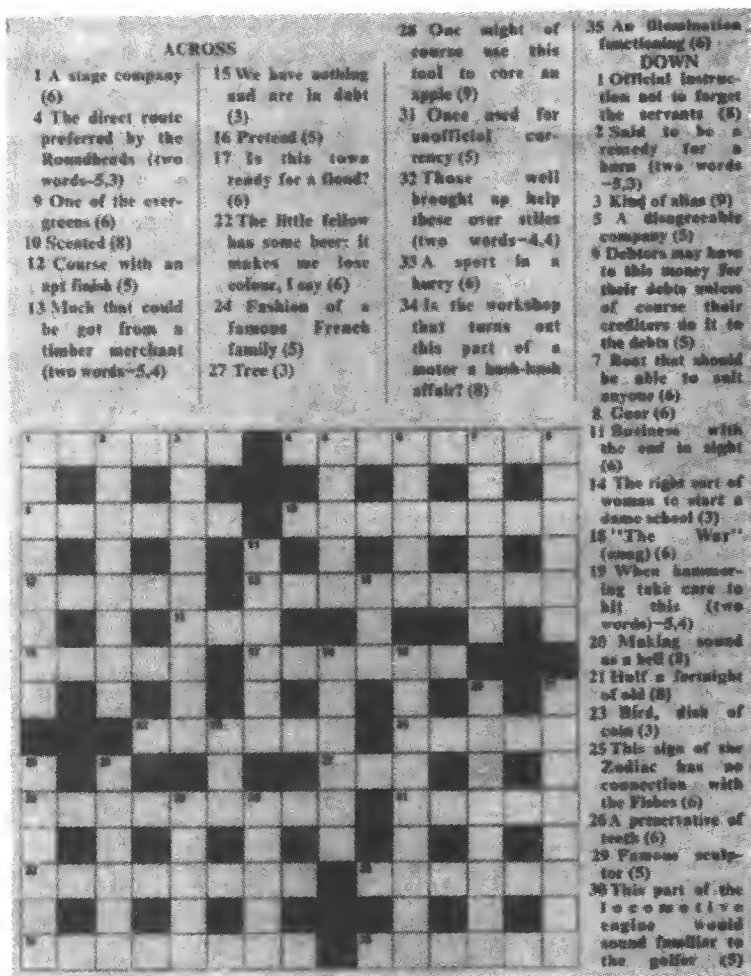 ACROSS
1 A stage company
(6)
4 The direct route
preferred by the
Roundheads (two
words—5,3)
9 One of the ever-
greens (6)
10 Scented (8)
12 Course with an
apt finish (5)
13 Much that could
be got from a
timber merchant
(two words—5,4)
15 We have nothing
and are in debt
(3)
16 Pretend (5)
17 Is this town
ready for a flood?
(6)
22 The little fellow
has some beer: it
makes me lose
colour, I say (6)
24 Fashion of a
famous French
family (5)
27 Tree (3)
28 One might of
course use this
tool to core an
apple (9)
31 Once used for
unofficial cur-
rency (5)
32 Those well
brought up help
these over stiles
(two words—4,4)
33 A sport in a
hurry (6)
34 Is the workshop
that turns out
this part of a
motor a hush-hush
affair? (8)
35 An illumination
functioning (6)
DOWN
1 Official instruc-
tion not to forget
the servants (8)
2 Said to be a
remedy for a
burn (two words
—5,3)
3 Kind of alias (9)
5 A disagreeable
company (5)
6 Debtors may have
to this money for
their debts unless
of course their
creditors do it to
the debts (5)
7 Boat that should
be able to suit
anyone (6)
8 Gear (6)
11 Business with
the end in sight
(6)
14 The right sort of
woman to start a
dame school (3)
18 "The War"
(anag) (6)
19 When hammer-
ing take care to
hit this (two
words)—5,4)
20 Making sound
as a bell (8)
21 Half a fortnight
of old (8)
23 Bird, dish of
coin (3)
25 This sign of the
Zodiac has no
connection with
the Fishes (6)
26 A preservative of
teeth (6)
29 Famous sculp-
tor (5)
30 This part of the
locomotive
engine would
sound familiar to
the golfer (5)